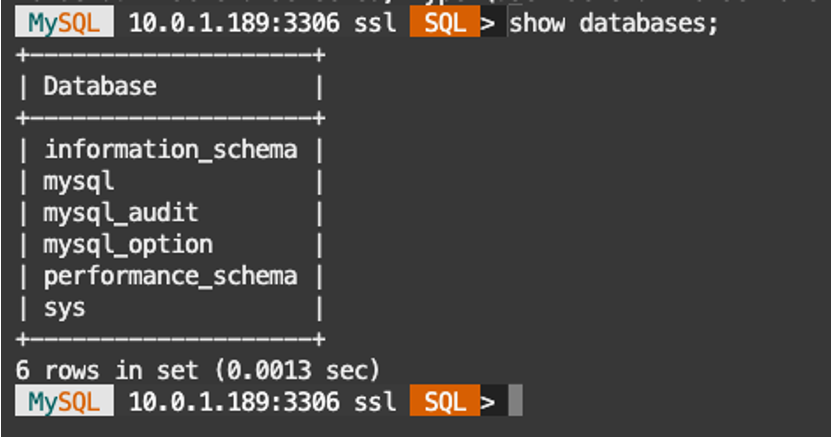 MySQL 10.0.1.189:3306 ssl SQL > show databases;
+--------------------+
| Database           |
+--------------------+
| information_schema |
| mysql              |
| mysql_audit        |
| mysql_option       |
| performance_schema |
| sys                |
+--------------------+
6 rows in set (0.0013 sec)
MySQL 10.0.1.189:3306 ssl SQL >